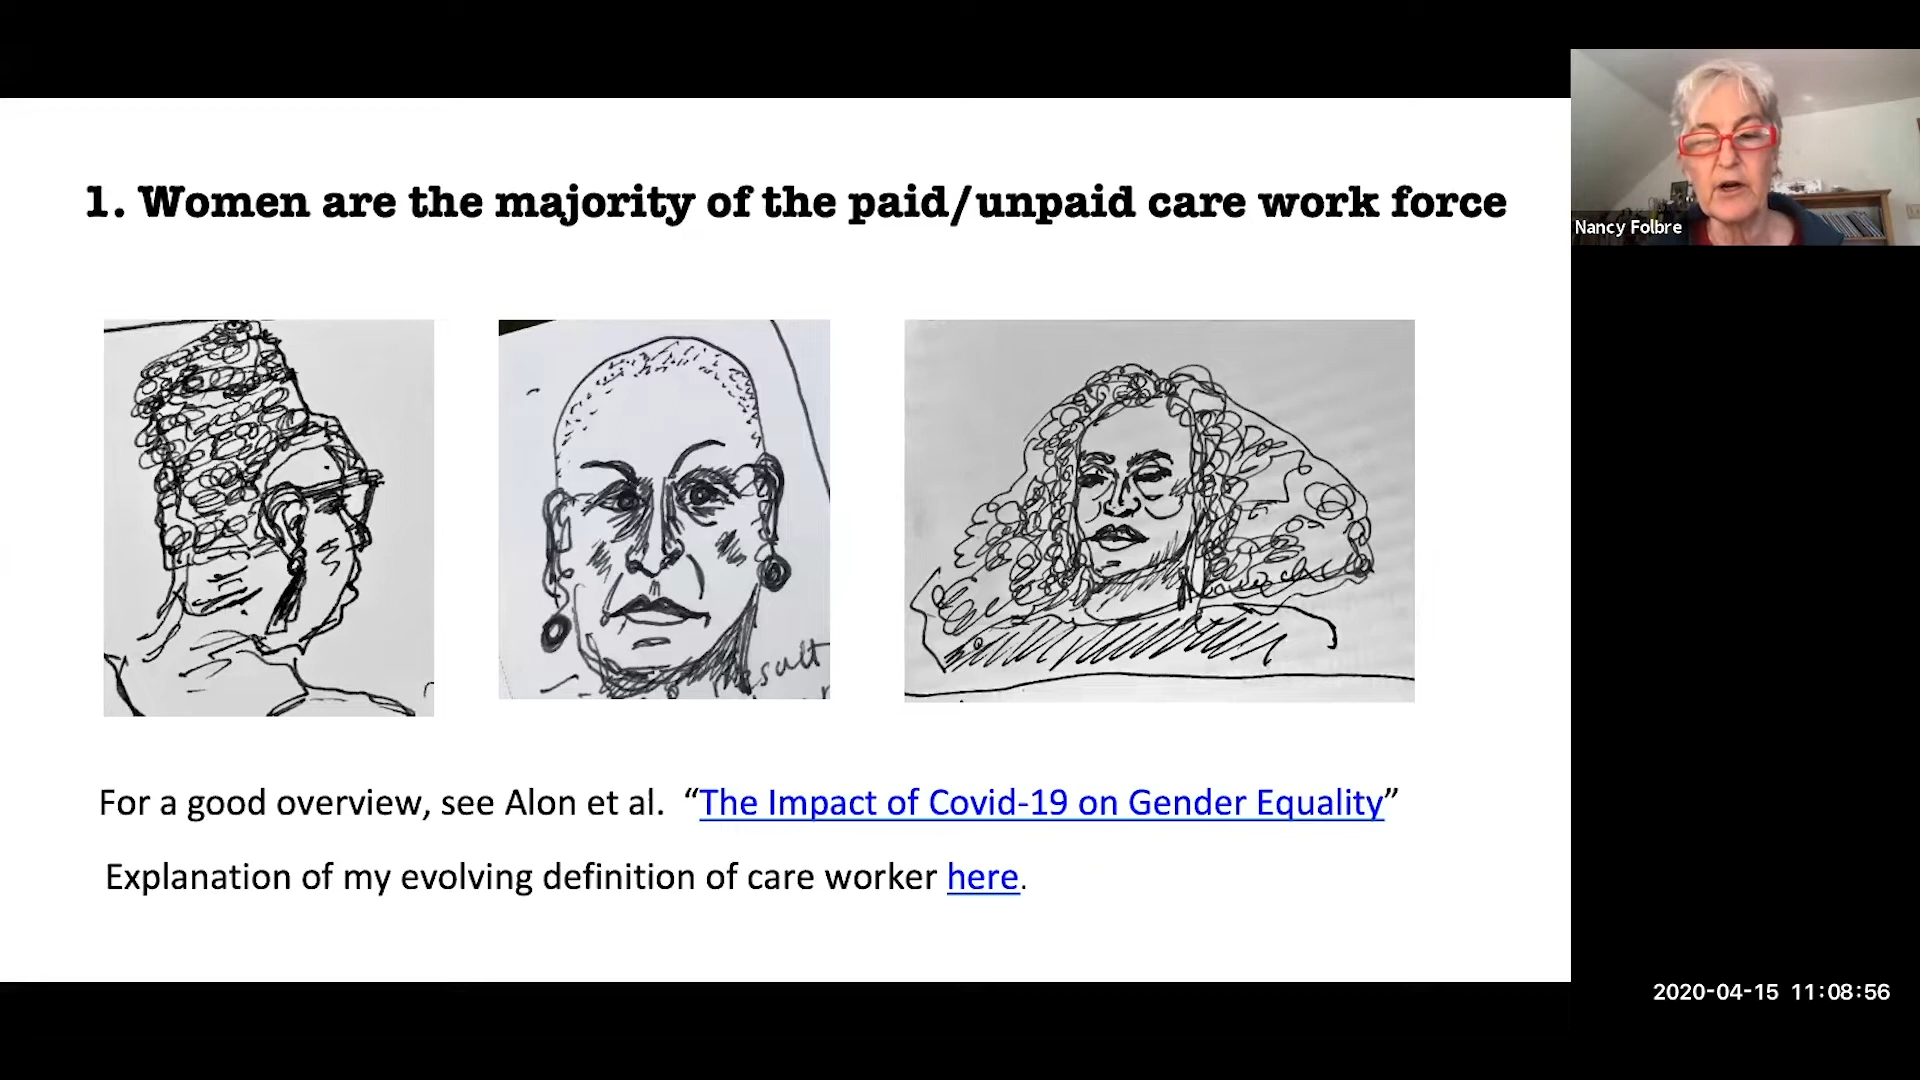 1. Women are the majority of the paid/unpaid care work force
Nancy Folbre
salt
For a good overview, see Alon et al. “The Impact of Covid-19 on Gender Equality”
Explanation of my evolving definition of care worker here.
2020-04-15 11:08:56